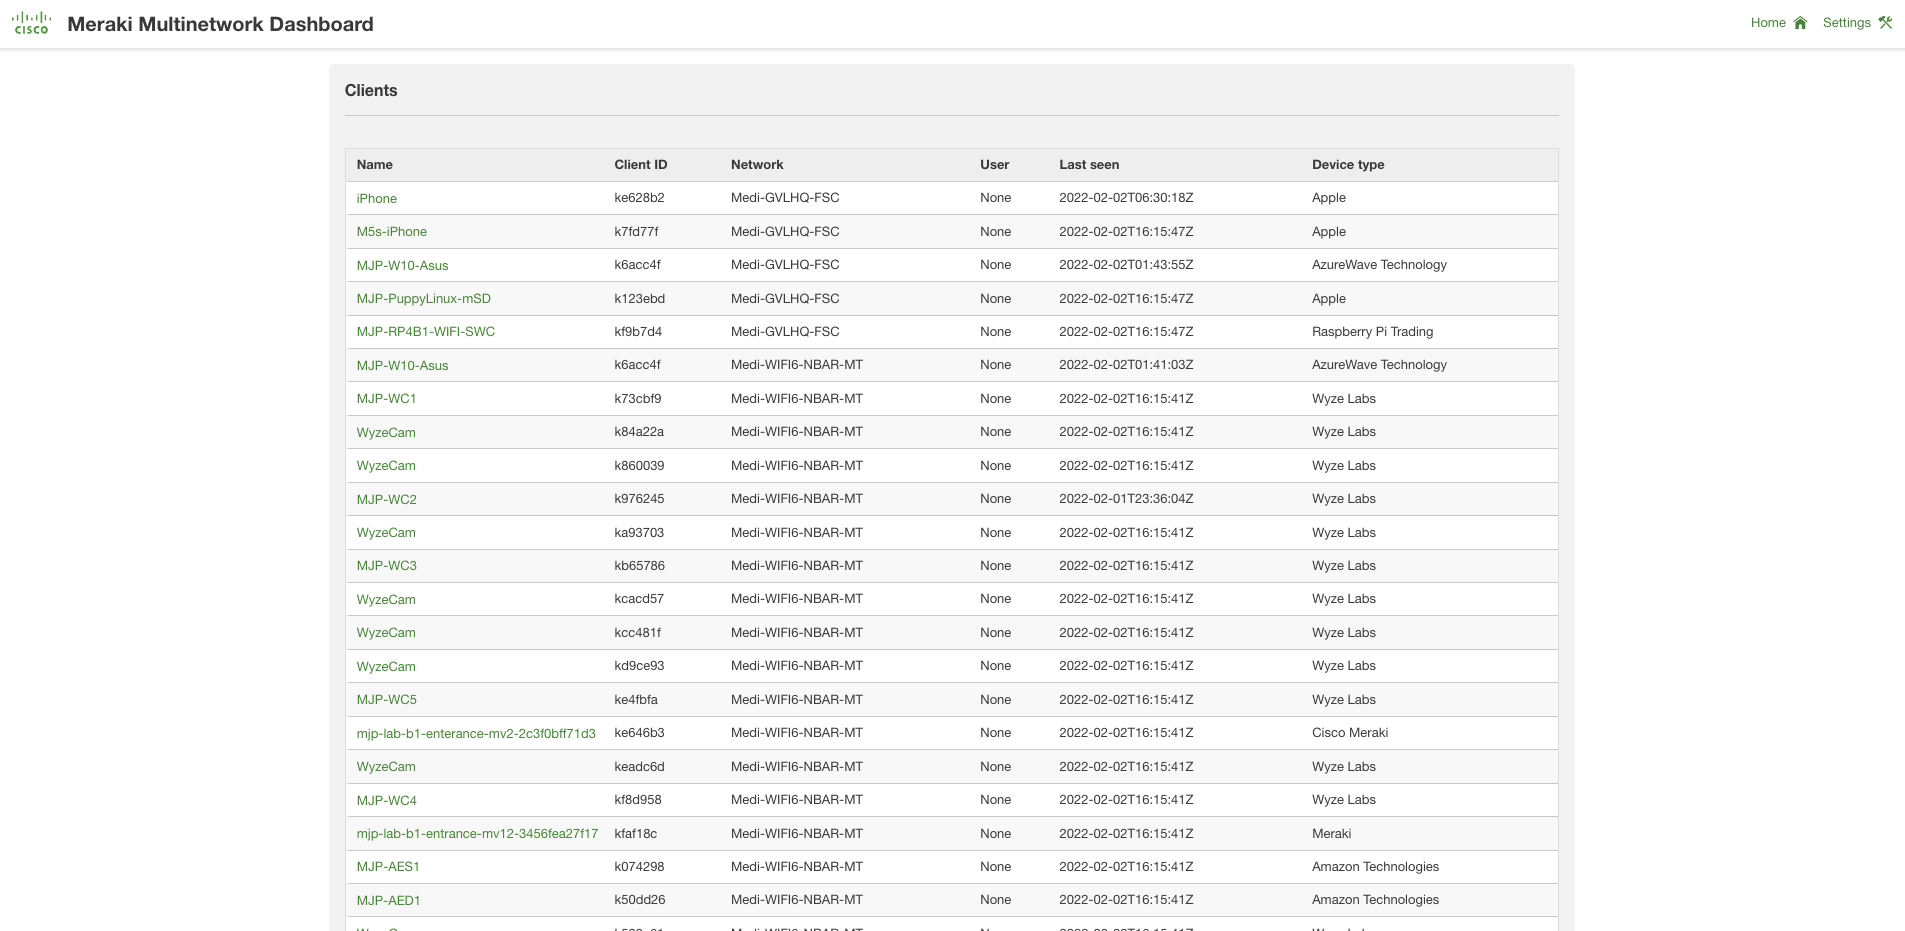 CISCO Meraki Multinetwork Dashboard Home Settings
Clients
Name Client ID Network User Last seen Device type
iPhone ke628b2 Medi-GVLHQ-FSC None 2022-02-02T06:30:18Z Apple
M5s-iPhone k7fd77f Medi-GVLHQ-FSC None 2022-02-02T16:15:47Z Apple
MJP-W10-Asus k6acc4f Medi-GVLHQ-FSC None 2022-02-02T01:43:55Z AzureWave Technology
MJP-PuppyLinux-mSD k123ebd Medi-GVLHQ-FSC None 2022-02-02T16:15:47Z Apple
MJP-RP4B1-WIFI-SWC kf9b7d4 Medi-GVLHQ-FSC None 2022-02-02T16:15:47Z Raspberry Pi Trading
MJP-W10-Asus k6acc4f Medi-WIFI6-NBAR-MT None 2022-02-02T01:41:03Z AzureWave Technology
MJP-WC1 k73cbf9 Medi-WIFI6-NBAR-MT None 2022-02-02T16:15:41Z Wyze Labs
WyzeCam k84a22a Medi-WIFI6-NBAR-MT None 2022-02-02T16:15:41Z Wyze Labs
WyzeCam k860039 Medi-WIFI6-NBAR-MT None 2022-02-02T16:15:41Z Wyze Labs
MJP-WC2 k976245 Medi-WIFI6-NBAR-MT None 2022-02-01T23:36:04Z Wyze Labs
WyzeCam ka93703 Medi-WIFI6-NBAR-MT None 2022-02-02T16:15:41Z Wyze Labs
MJP-WC3 kb65786 Medi-WIFI6-NBAR-MT None 2022-02-02T16:15:41Z Wyze Labs
WyzeCam kcacd57 Medi-WIFI6-NBAR-MT None 2022-02-02T16:15:41Z Wyze Labs
WyzeCam kcc481f Medi-WIFI6-NBAR-MT None 2022-02-02T16:15:41Z Wyze Labs
WyzeCam kd9ce93 Medi-WIFI6-NBAR-MT None 2022-02-02T16:15:41Z Wyze Labs
MJP-WC5 ke4fbfa Medi-WIFI6-NBAR-MT None 2022-02-02T16:15:41Z Wyze Labs
mjp-lab-b1-enterance-mv2-2c3f0bff71d3 ke646b3 Medi-WIFI6-NBAR-MT None 2022-02-02T16:15:41Z Cisco Meraki
WyzeCam keadc6d Medi-WIFI6-NBAR-MT None 2022-02-02T16:15:41Z Wyze Labs
MJP-WC4 kf8d958 Medi-WIFI6-NBAR-MT None 2022-02-02T16:15:41Z Wyze Labs
mjp-lab-b1-entrance-mv12-3456fea27f17 kfaf18c Medi-WIFI6-NBAR-MT None 2022-02-02T16:15:41Z Meraki
MJP-AES1 k074298 Medi-WIFI6-NBAR-MT None 2022-02-02T16:15:41Z Amazon Technologies
MJP-AED1 k50dd26 Medi-WIFI6-NBAR-MT None 2022-02-02T16:15:41Z Amazon Technologies